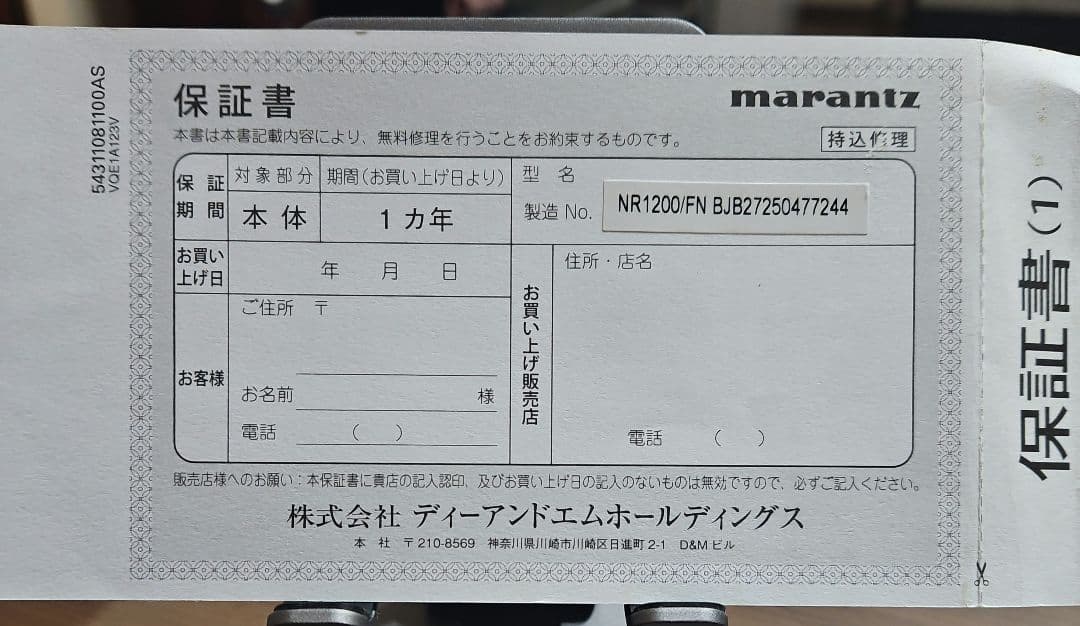 54311081100AS
VQE1A123V
保証書
marantz
本書は本書記載内容により、無料修理を行うことをお約束するものです。
持込修理
保証期間
対象部分
期間(お買い上げ日より)
本体
1カ年
型名
製造 No.
NR1200/FN BJB27250477244
お買い上げ日
年 月 日
お客様
ご住所 〒
お名前 様
電話 ( )
お買い上げ販売店
住所・店名
電話 ( )
販売店様へのお願い：本保証書に貴店の記入認印、及びお買い上げ日の記入のないものは無効ですので、必ずご記入ください。
株式会社 ディーアンドエムホールディングス
本 社 〒210-8569 神奈川県川崎市川崎区日進町 2-1 D&M ビル
保証書(1)